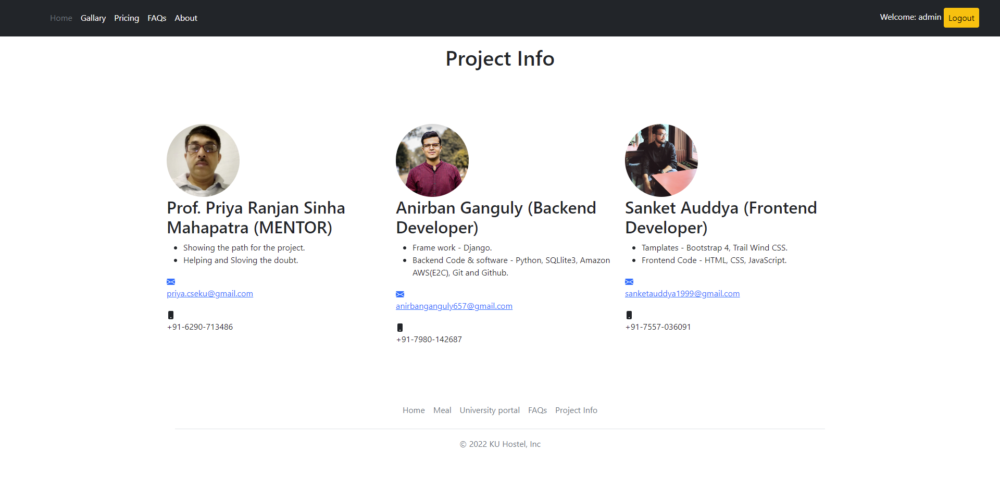 Home Gallary Pricing FAQs About
Welcome: admin Logout
Project Info
Prof. Priya Ranjan Sinha
Mahapatra (MENTOR)
Showing the path for the project.
Helping and Sloving the doubt.
priya.cseku@gmail.com
+91-6290-713486
Anirban Ganguly (Backend
Developer)
Frame work - Django.
Backend Code & software - Python, SQLlite3, Amazon
AWS(E2C), Git and Github.
anirbanganguly657@gmail.com
+91-7980-142687
Sanket Auddya (Frontend
Developer)
Tamplates - Bootstrap 4, Trail Wind CSS.
Frontend Code - HTML, CSS, JavaScript.
sanketauddya1999@gmail.com
+91-7557-036091
Home Meal University portal FAQs Project Info
© 2022 KU Hostel, Inc